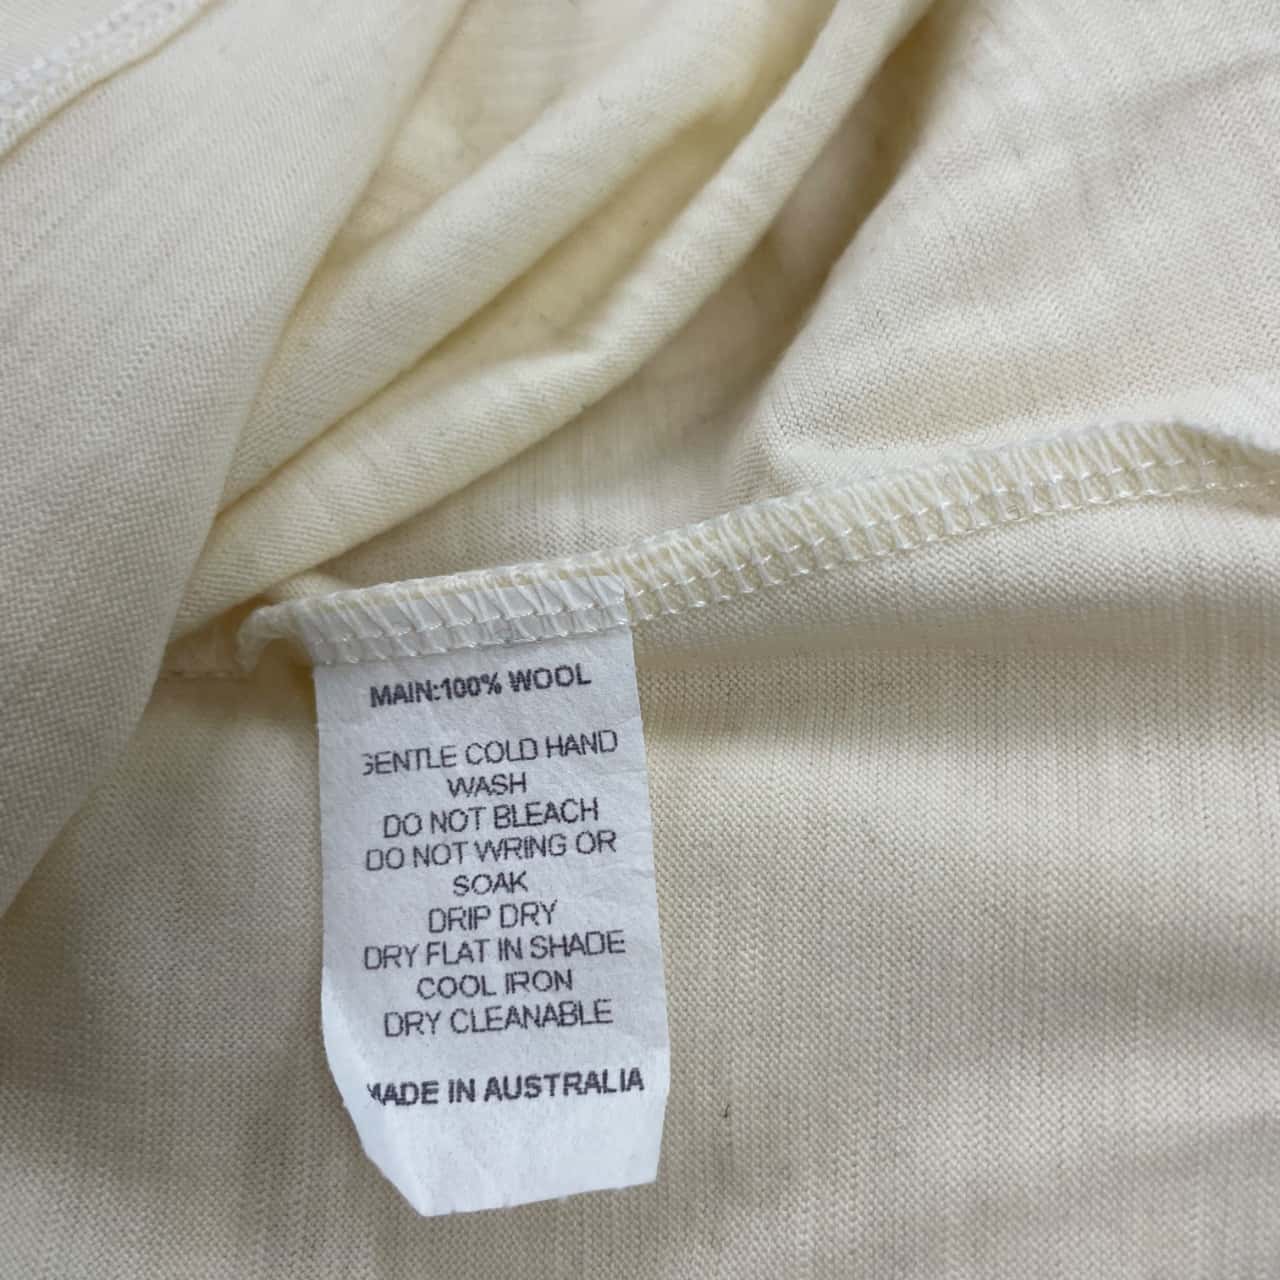 MAIN:100% WOOL
GENTLE COLD HAND
WASH
DO NOT BLEACH
DO NOT WRING OR
SOAK
DRIP DRY
DRY FLAT IN SHADE
COOL IRON
DRY CLEANABLE
MADE IN AUSTRALIA